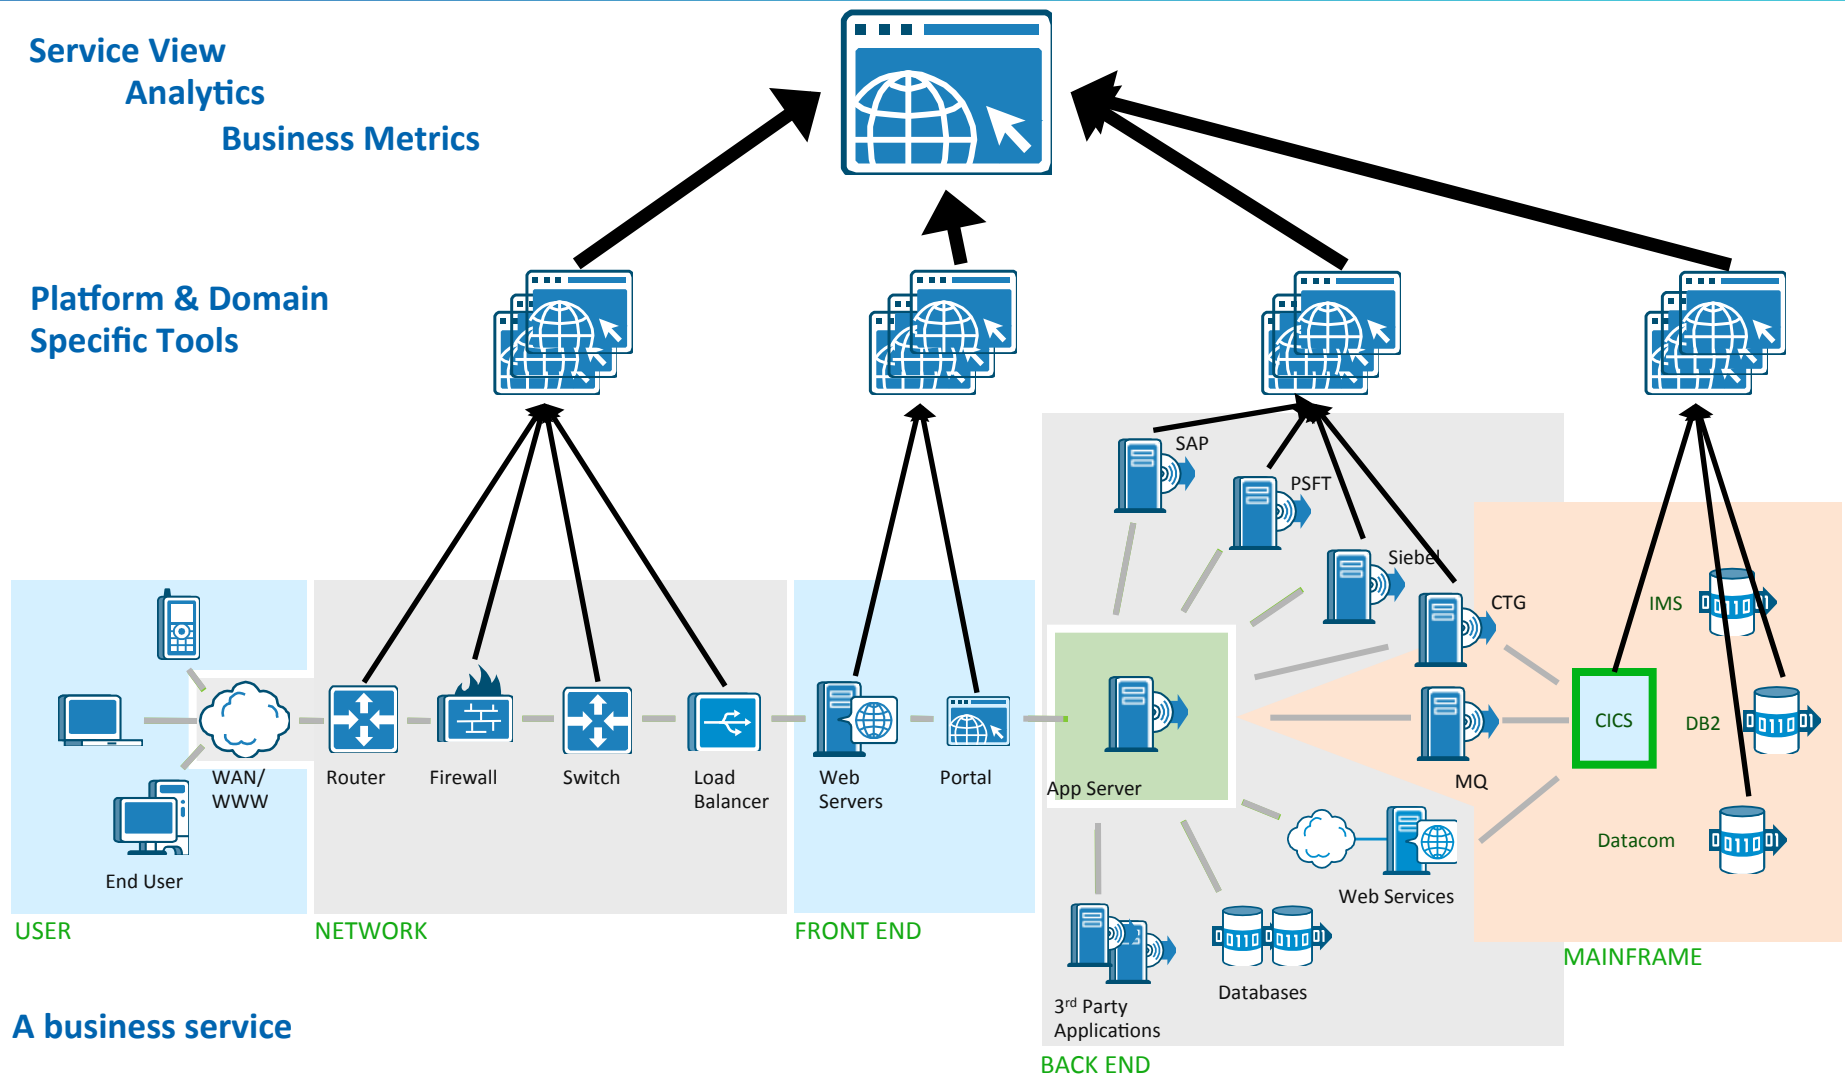 Service View
Analytics
Business Metrics
Platform & Domain
Specific Tools
SAP
PSFT
Siebel
CTG
IMS
CICS
DB2
MQ
WAN/
WWW
Router
Firewall
Switch
Load
Balancer
Web
Servers
Portal
App Server
Datacom
End User
Web Services
USER
NETWORK
FRONT END
MAINFRAME
Databases
3rd Party
Applications
A business service
BACK END